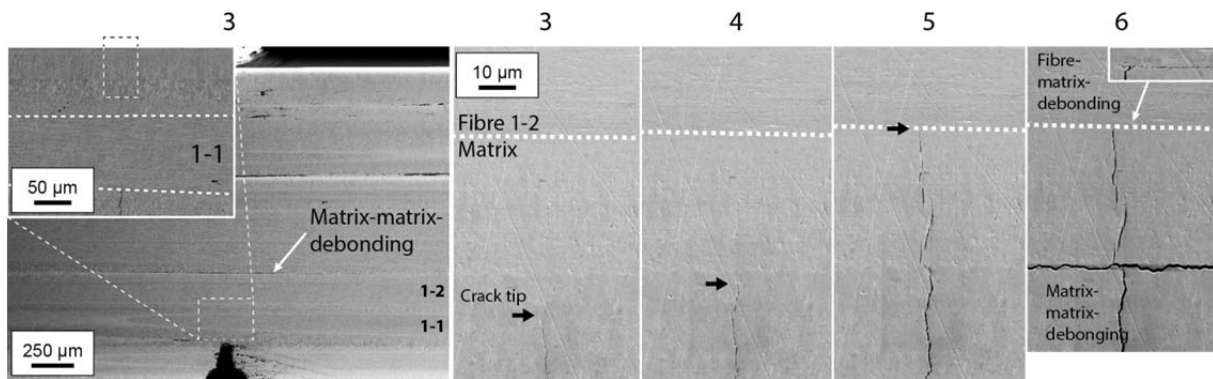 3
3
4
5
6
1-1
50 µm
Matrix-matrix-
debonding
1-2
1-1
250 µm
10 µm
Fibre 1-2
Matrix
Crack tip
Fibre-
matrix-
debonding
Matrix-
matrix-
debonging